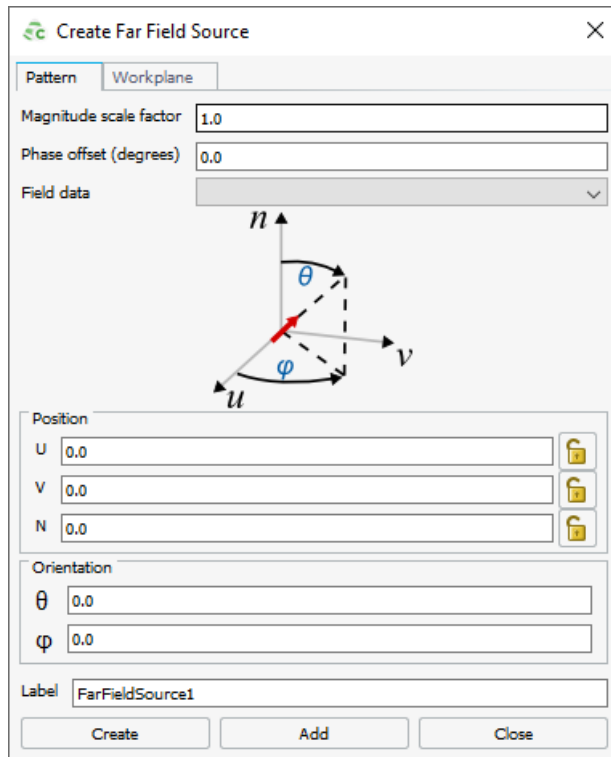 Create Far Field Source
Pattern Workplane
Magnitude scale factor 1.0
Phase offset (degrees) 0.0
Field data
n
θ
v
φ
u
Position
U 0.0
V 0.0
N 0.0
Orientation
θ 0.0
φ 0.0
Label FarFieldSource1
Create Add Close